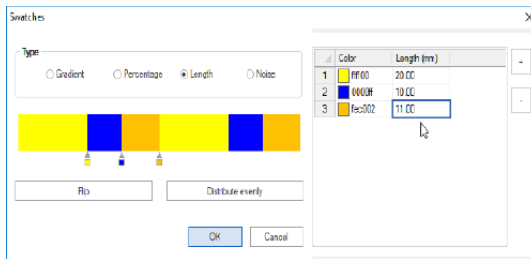 Swatches
Type
Gradient Percentage Length Noise
Flip Distribute evenly
OK Cancel
Color Length (mm)
1 ffff00 20.00
2 0000ff 10.00
3 fec002 11.00